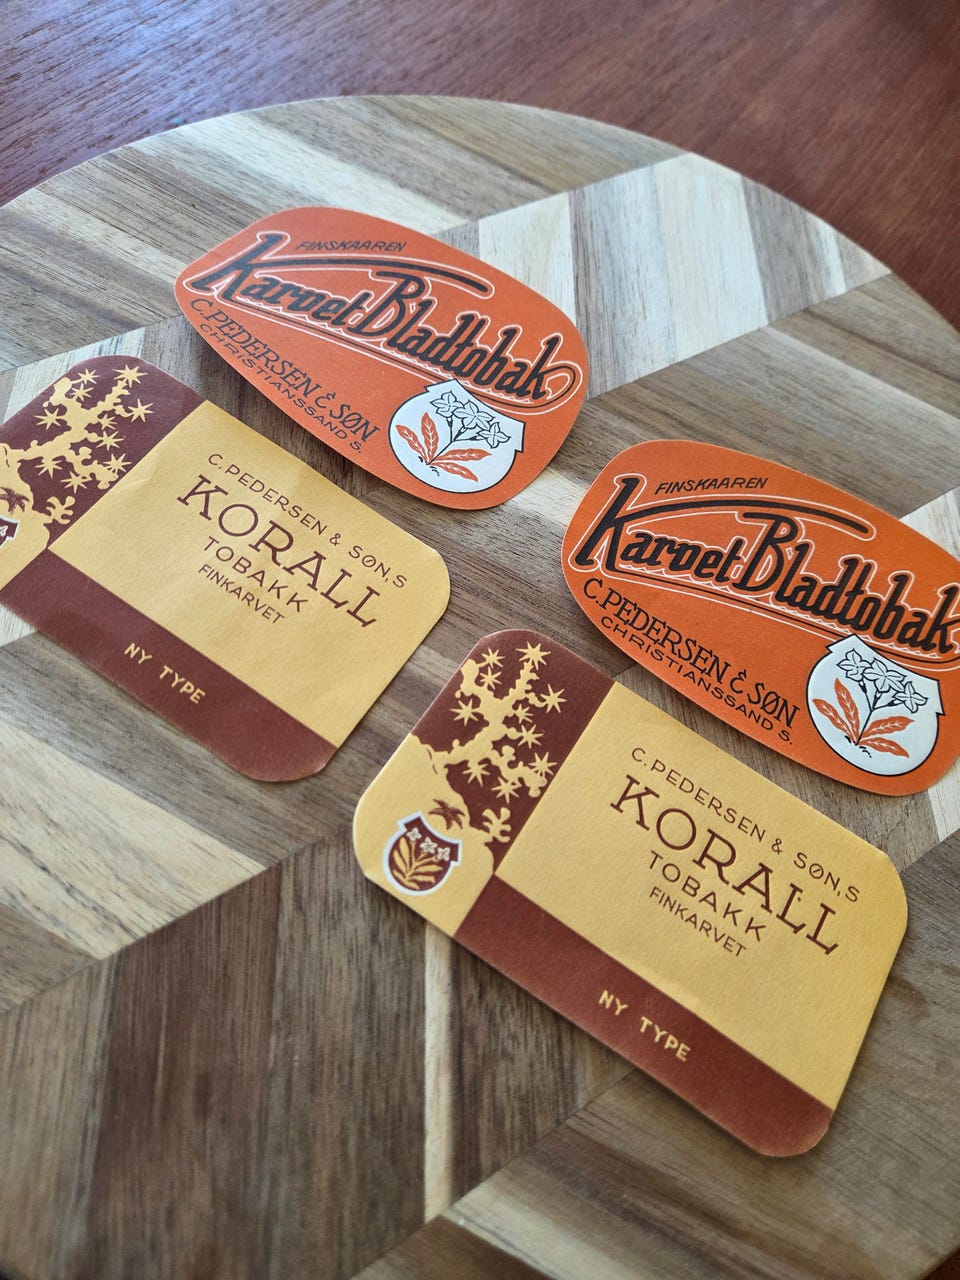 FINSKAAREN
Karvet Bladtobak
C. PEDERSEN & SØN
CHRISTIANSSAND S.
FINSKAAREN
Karvet Bladtobak
C. PEDERSEN & SØN
CHRISTIANSSAND S.
C. PEDERSEN & SØN,S
KORALL
TOBAKK
FINKARVET
NY TYPE
C. PEDERSEN & SØN,S
KORALL
TOBAKK
FINKARVET
NY TYPE